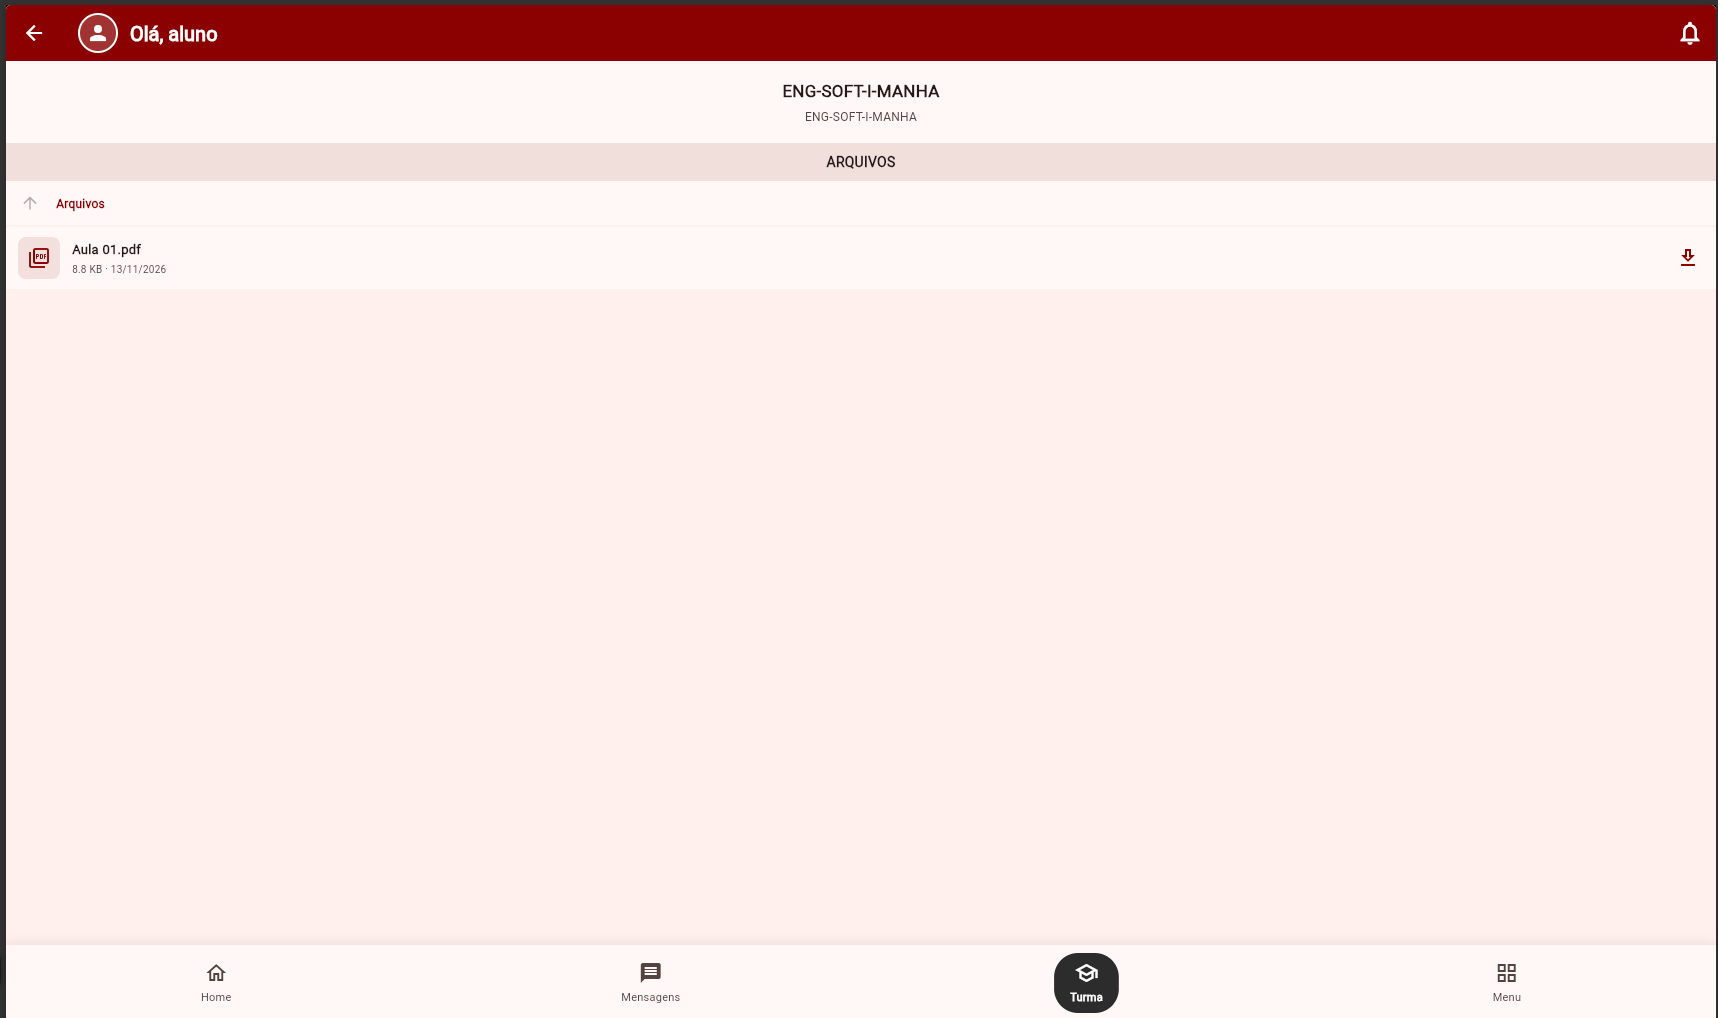 Olá, aluno
ENG-SOFT-I-MANHA
ENG-SOFT-I-MANHA
ARQUIVOS
Arquivos
PDF
Aula 01.pdf
8.8 KB · 13/11/2026
Home
Mensagens
Turma
Menu